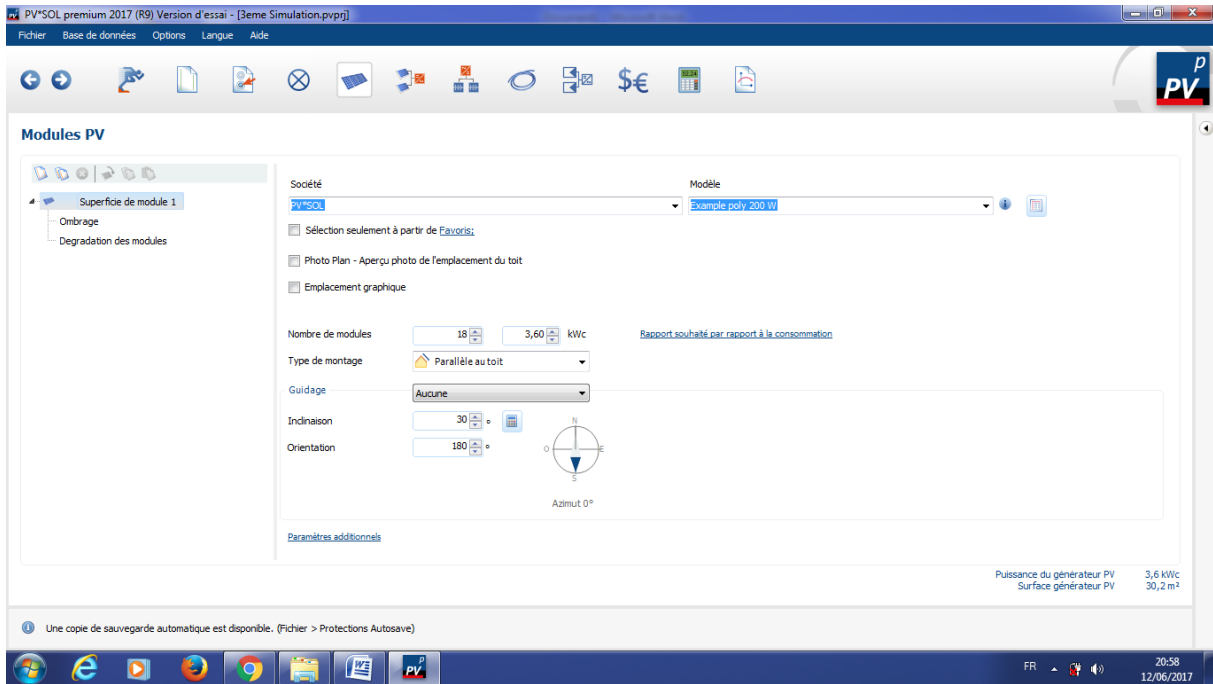 PV*SOL premium 2017 (R9) Version d'essai - [3eme Simulation.pvprj]
Fichier Base de données Options Langue Aide
$€
p
PV
Modules PV
Superficie de module 1
Ombrage
Degradation des modules
Société Modèle
PV*SOL Example poly 200 W
Sélection seulement à partir de Favoris;
Photo Plan - Aperçu photo de l'emplacement du toit
Emplacement graphique
Nombre de modules 18 3,60 kWc Rapport souhaité par rapport à la consommation
Type de montage Parallèle au toit
Guidage Aucune
Inclinaison 30 °
Orientation 180 °
N
O E
S
Azimut 0°
Paramètres additionnels
Puissance du générateur PV 3,6 kWc
Surface générateur PV 30,2 m²
Une copie de sauvegarde automatique est disponible. (Fichier > Protections Autosave)
FR 20:58
12/06/2017